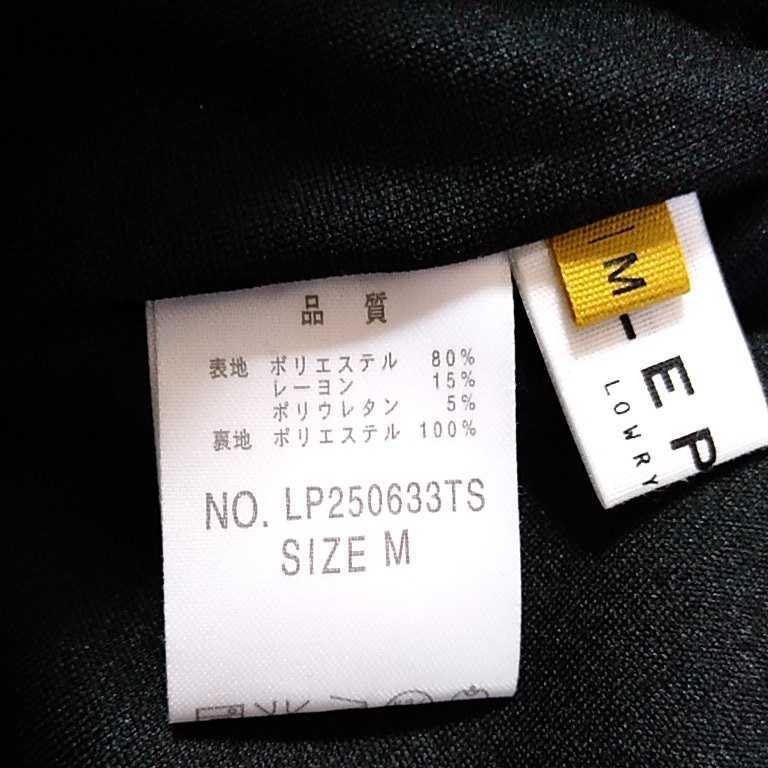 品質
表地 ポリエステル 80%
レーヨン 15%
ポリウレタン 5%
裏地 ポリエステル 100%
NO. LP250633TS
SIZE M
M-EP
LOWRY